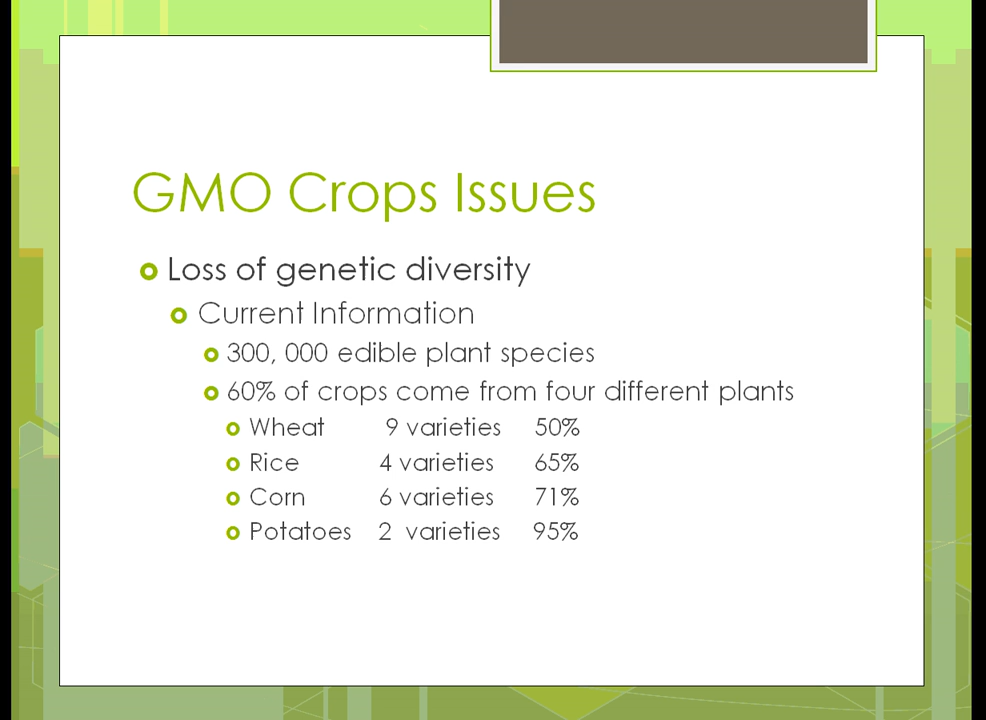 GMO Crops Issues
Loss of genetic diversity
Current Information
300, 000 edible plant species
60% of crops come from four different plants
Wheat 9 varieties 50%
Rice 4 varieties 65%
Corn 6 varieties 71%
Potatoes 2 varieties 95%